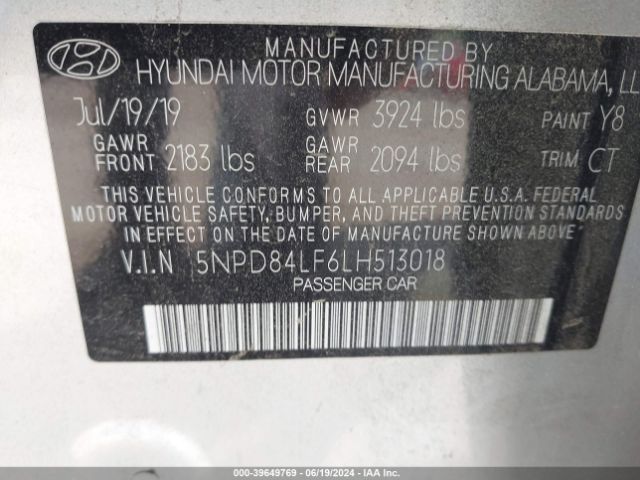 MANUFACTURED BY
HYUNDAI MOTOR MANUFACTURING ALABAMA, LL
Jul/19/19 GVWR 3924 lbs PAINT Y8
GAWR FRONT 2183 lbs GAWR REAR 2094 lbs TRIM CT
THIS VEHICLE CONFORMS TO ALL APPLICABLE U.S.A. FEDERAL
MOTOR VEHICLE SAFETY, BUMPER, AND THEFT PREVENTION STANDARDS
IN EFFECT ON THE DATE OF MANUFACTURE SHOWN ABOVE.
V.I.N 5NPD84LF6LH513018
PASSENGER CAR
000-39649769 - 06/19/2024 - IAA Inc.